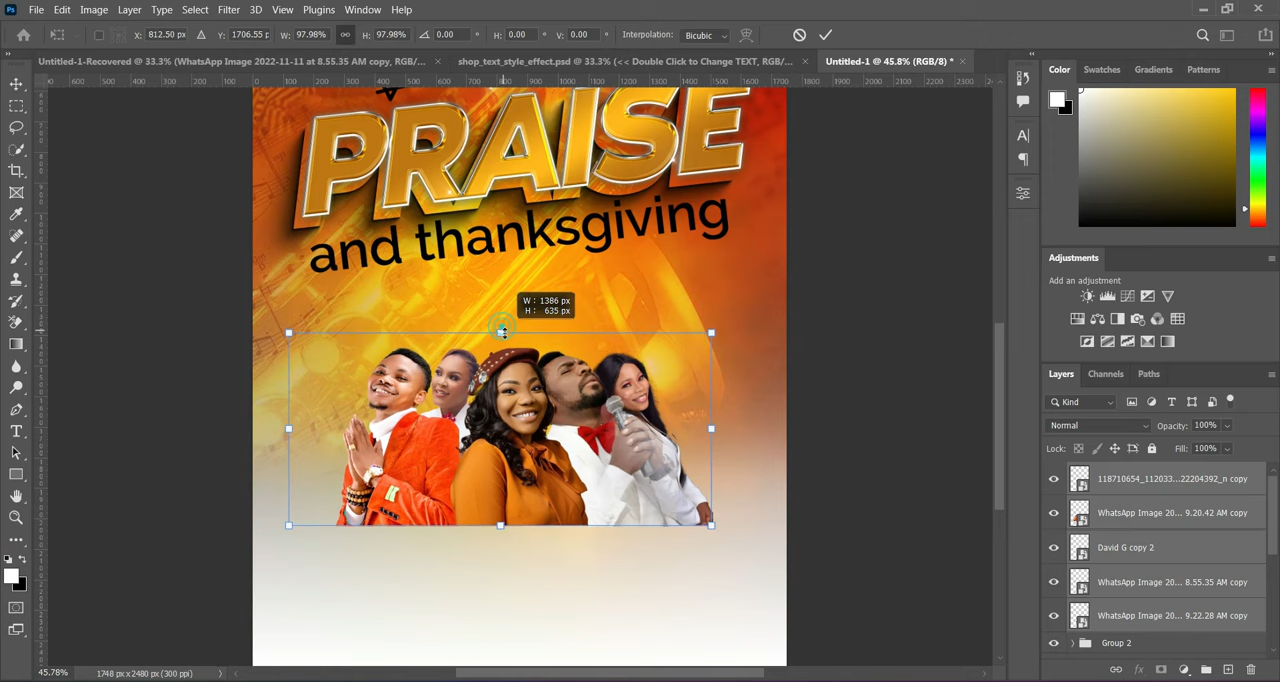 Ps File Edit Image Layer Type Select Filter 3D View Plugins Window Help
X: 812.50 px Y: 1706.55 p W: 97.98% H: 97.98% 0.00 ° H: 0.00 ° V: 0.00 ° Interpolation: Bicubic
Untitled-1-Recovered @ 33.3% (WhatsApp Image 2022-11-11 at 8.55.35 AM copy, RGB/... × shop_text_style_effect.psd @ 33.3% (<< Double Click to Change TEXT, RGB/... × Untitled-1 @ 45.8% (RGB/8) * ×
Color Swatches Gradients Patterns
PRAISE
and thanksgiving
W: 1386 px
H: 635 px
Adjustments
Add an adjustment
Layers Channels Paths
Kind
Normal Opacity: 100%
Lock: Fill: 100%
118710654_112033...22204392_n copy
WhatsApp Image 20... 9.20.42 AM copy
David G copy 2
WhatsApp Image 20... 8.55.35 AM copy
WhatsApp Image 20... 9.22.28 AM copy
Group 2
45.78% 1748 px x 2480 px (300 ppi)